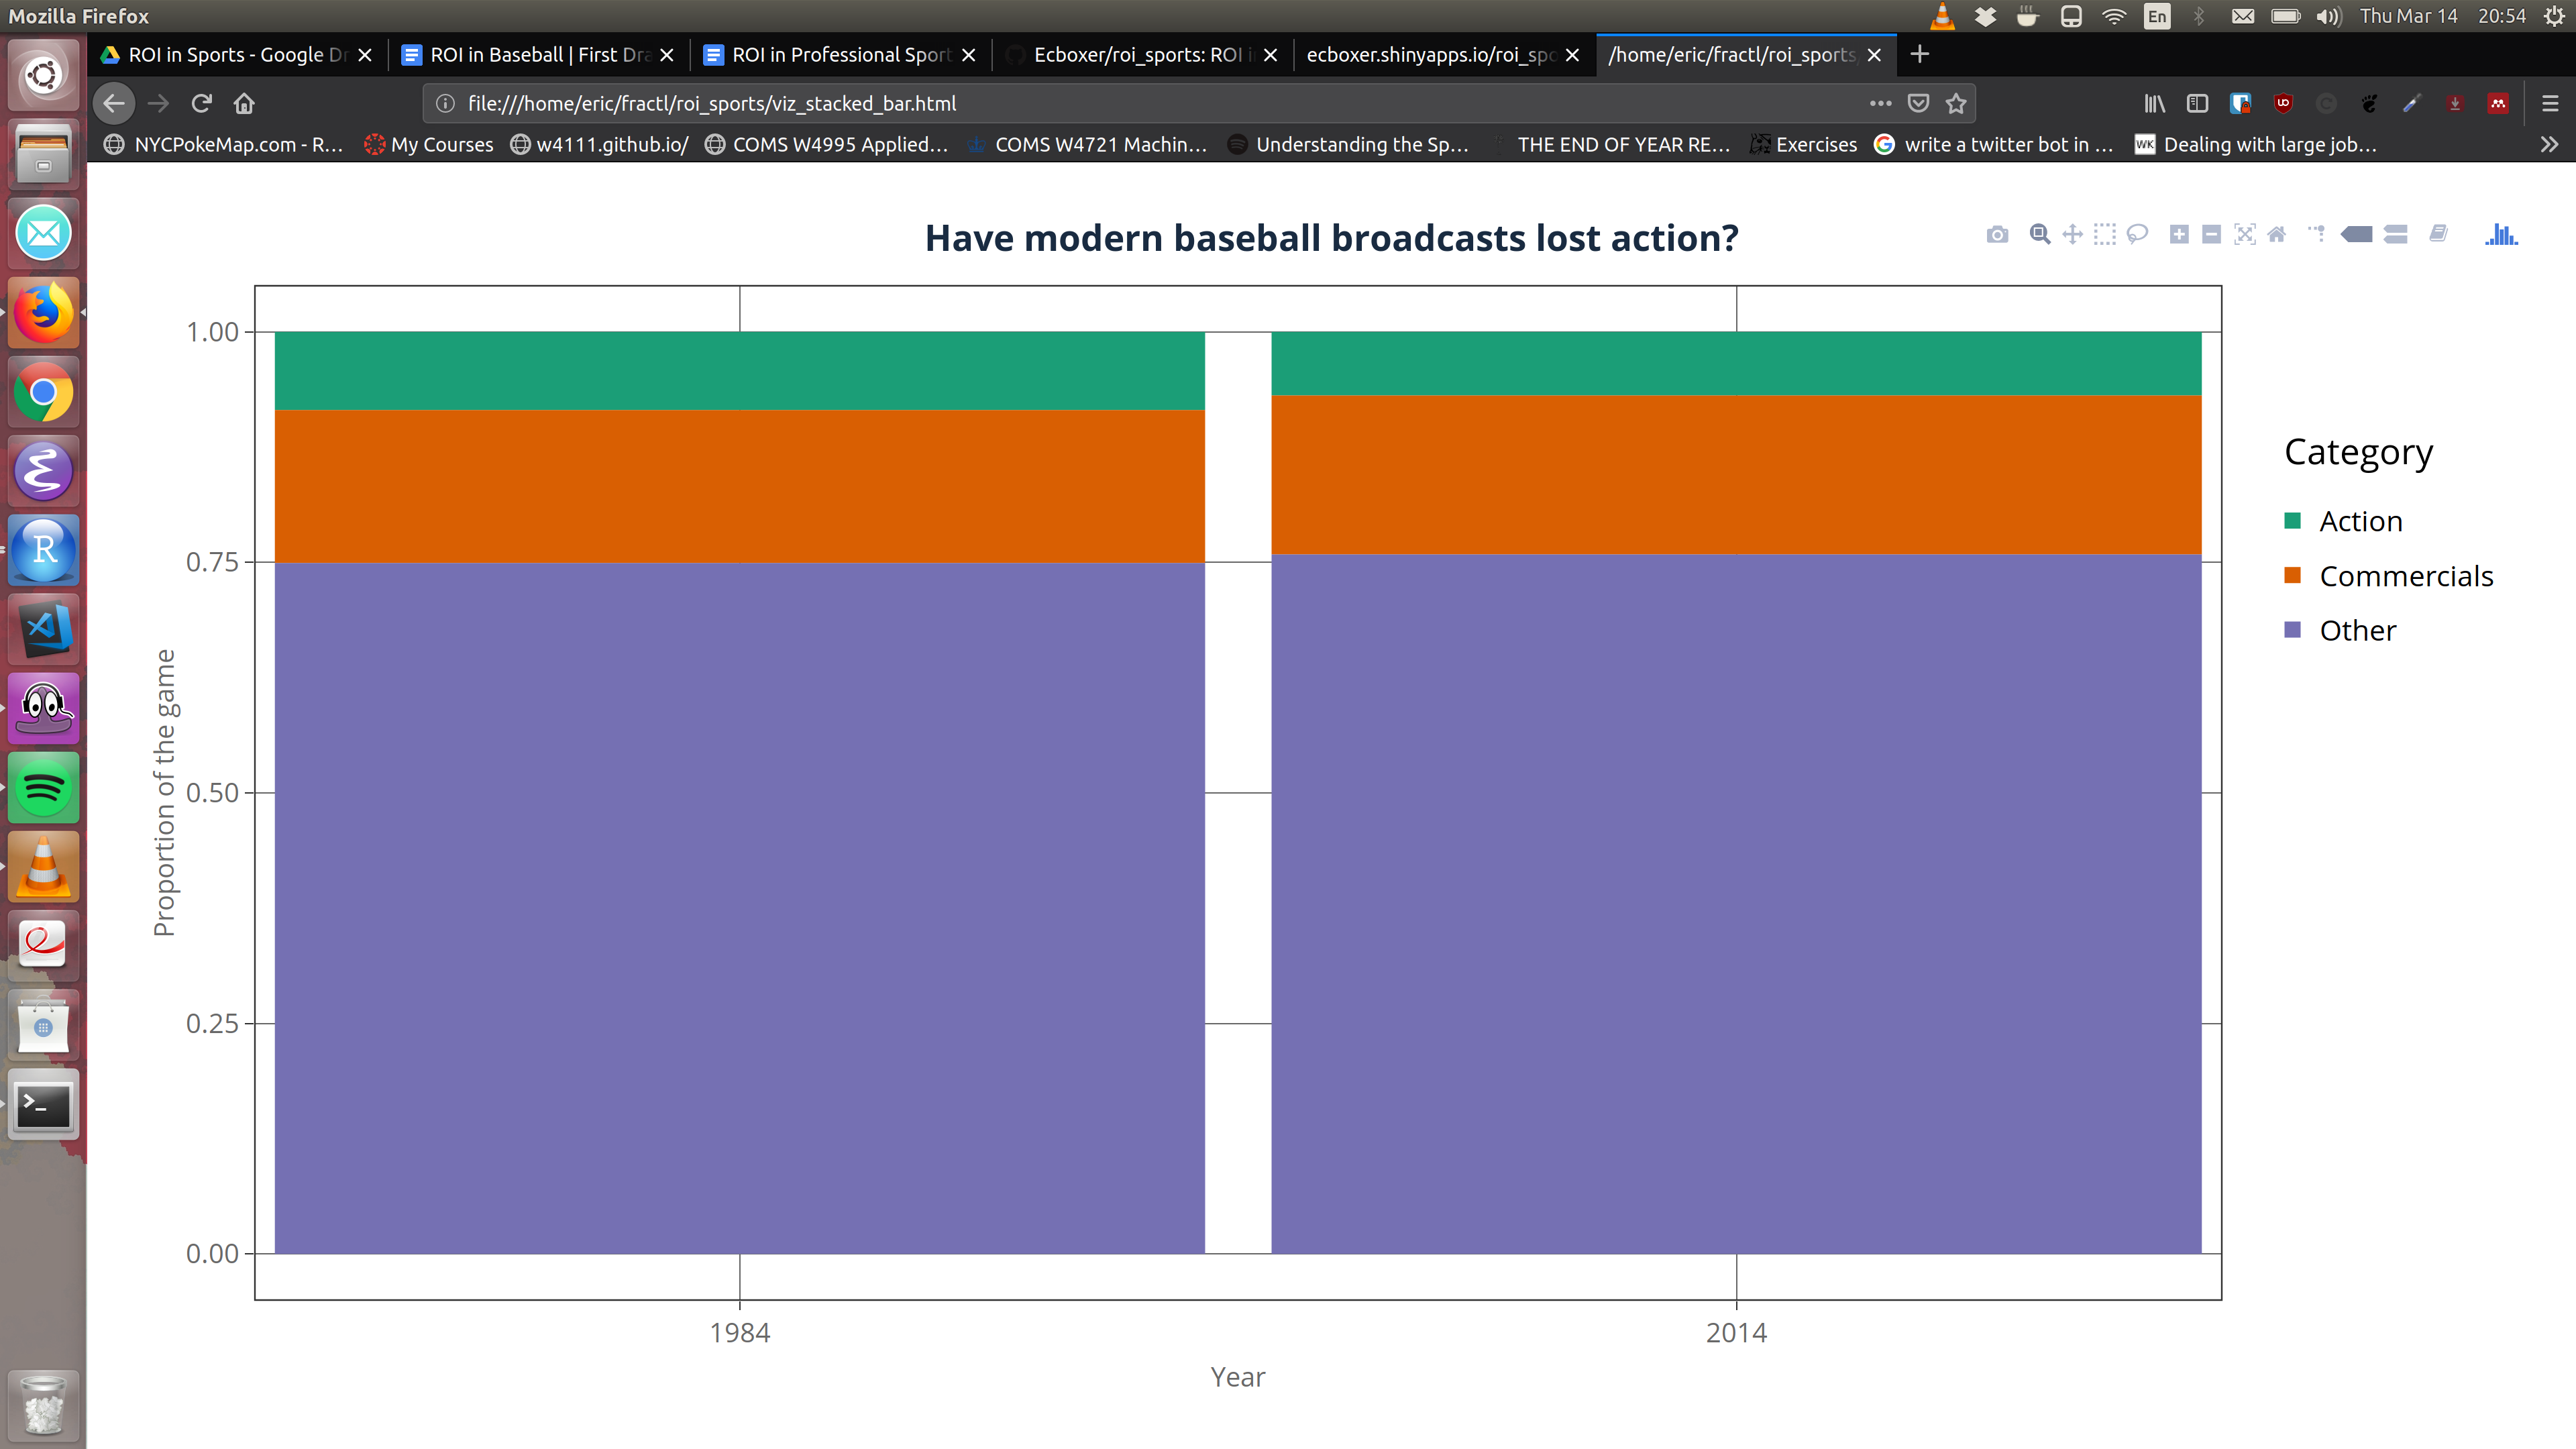 Mozilla Firefox
En
Thu Mar 14 20:54
ROI in Sports - Google Dr
ROI in Baseball | First Dra
ROI in Professional Sport
Ecboxer/roi_sports: ROI i
ecboxer.shinyapps.io/roi_spo
/home/eric/fractl/roi_sports
file:///home/eric/fractl/roi_sports/viz_stacked_bar.html
NYCPokeMap.com - R...
My Courses
w4111.github.io/
COMS W4995 Applied...
COMS W4721 Machin...
Understanding the Sp...
THE END OF YEAR RE...
Exercises
write a twitter bot in ...
WK
Dealing with large job...
Have modern baseball broadcasts lost action?
1.00
0.75
0.50
0.25
0.00
Proportion of the game
1984
2014
Year
Category
Action
Commercials
Other